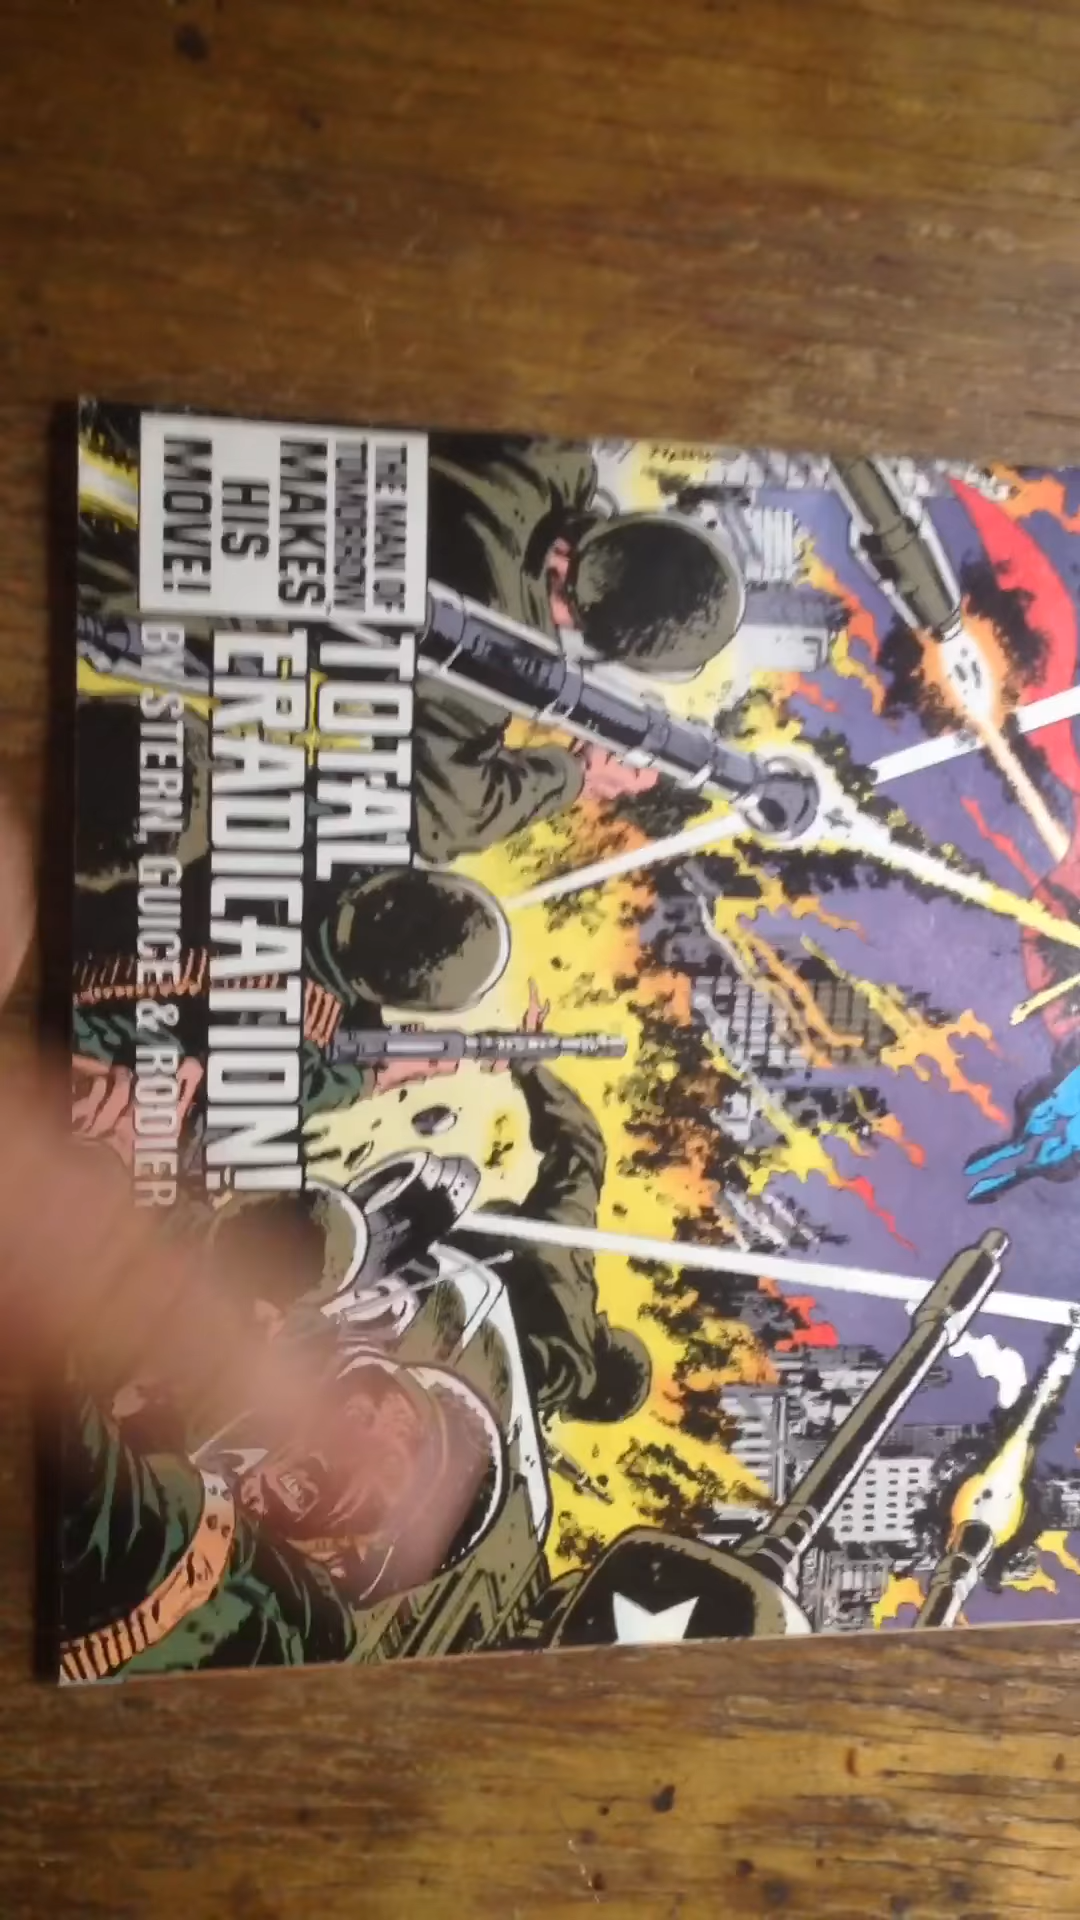 THE MAN OF
TOMORROW
MAKES
HIS
MOVE!
TOTAL
ERADICATION!
BY STERN, GUICE & RODIER